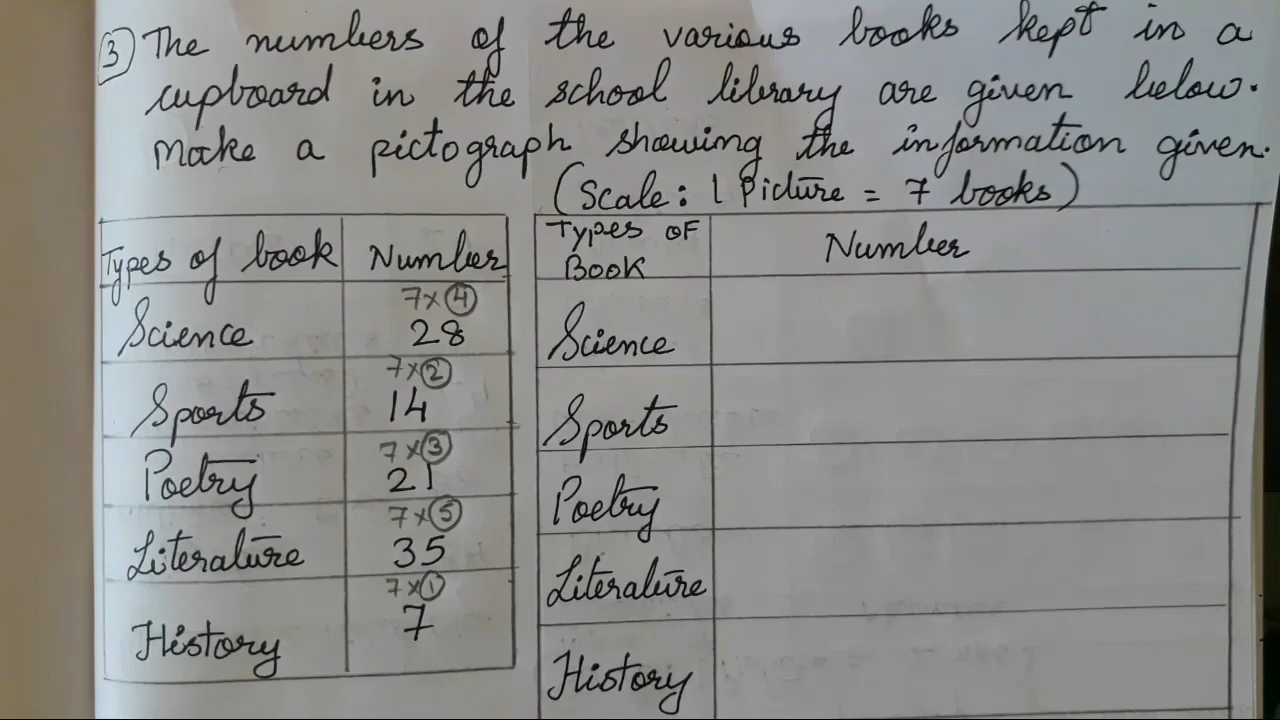 3 The numbers of the various books kept in a
cupboard in the school library are given below.
Make a pictograph showing the information given.
(Scale: 1 Picture = 7 books)
Types of book Number
Science 7×4 28
Sports 7×2 14
Poetry 7×3 21
Literature 7×5 35
History 7×1 7
Types OF Book Number
Science
Sports
Poetry
Literature
History